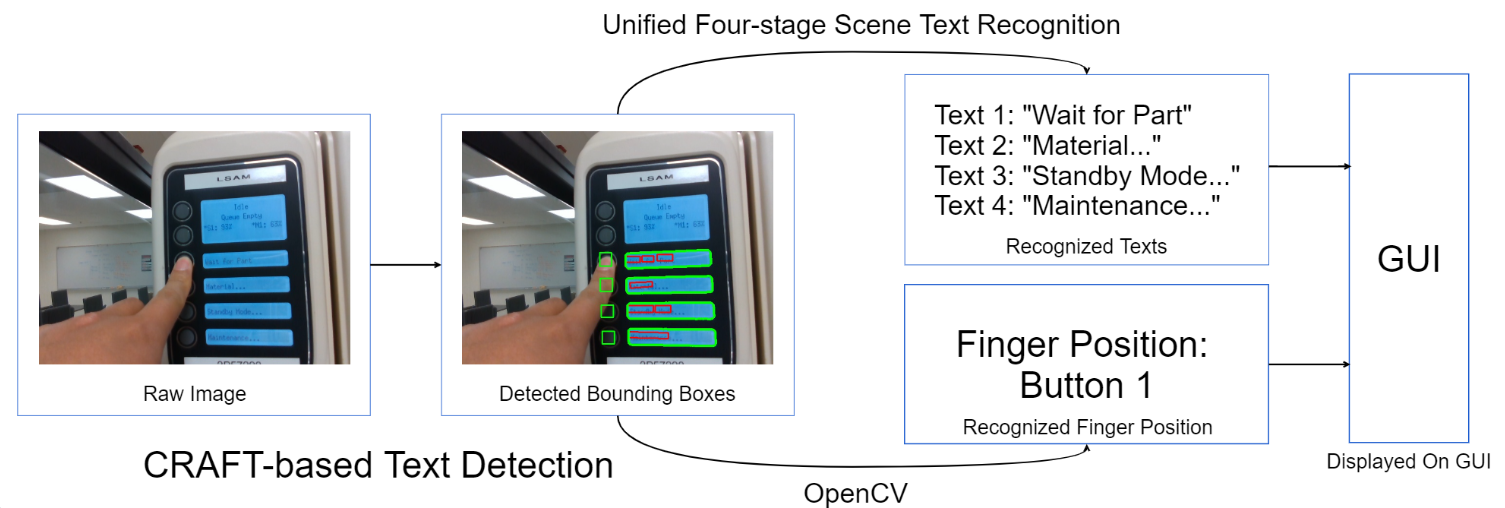 Unified Four-stage Scene Text Recognition
LSAM
Idle
Queue Empty
Wait for Part
Material...
Standby Mode...
Maintenance...
Raw Image
LSAM
Idle
Queue Empty
Detected Bounding Boxes
Text 1: "Wait for Part"
Text 2: "Material..."
Text 3: "Standby Mode..."
Text 4: "Maintenance..."
Recognized Texts
Finger Position:
Button 1
Recognized Finger Position
GUI
Displayed On GUI
CRAFT-based Text Detection
OpenCV